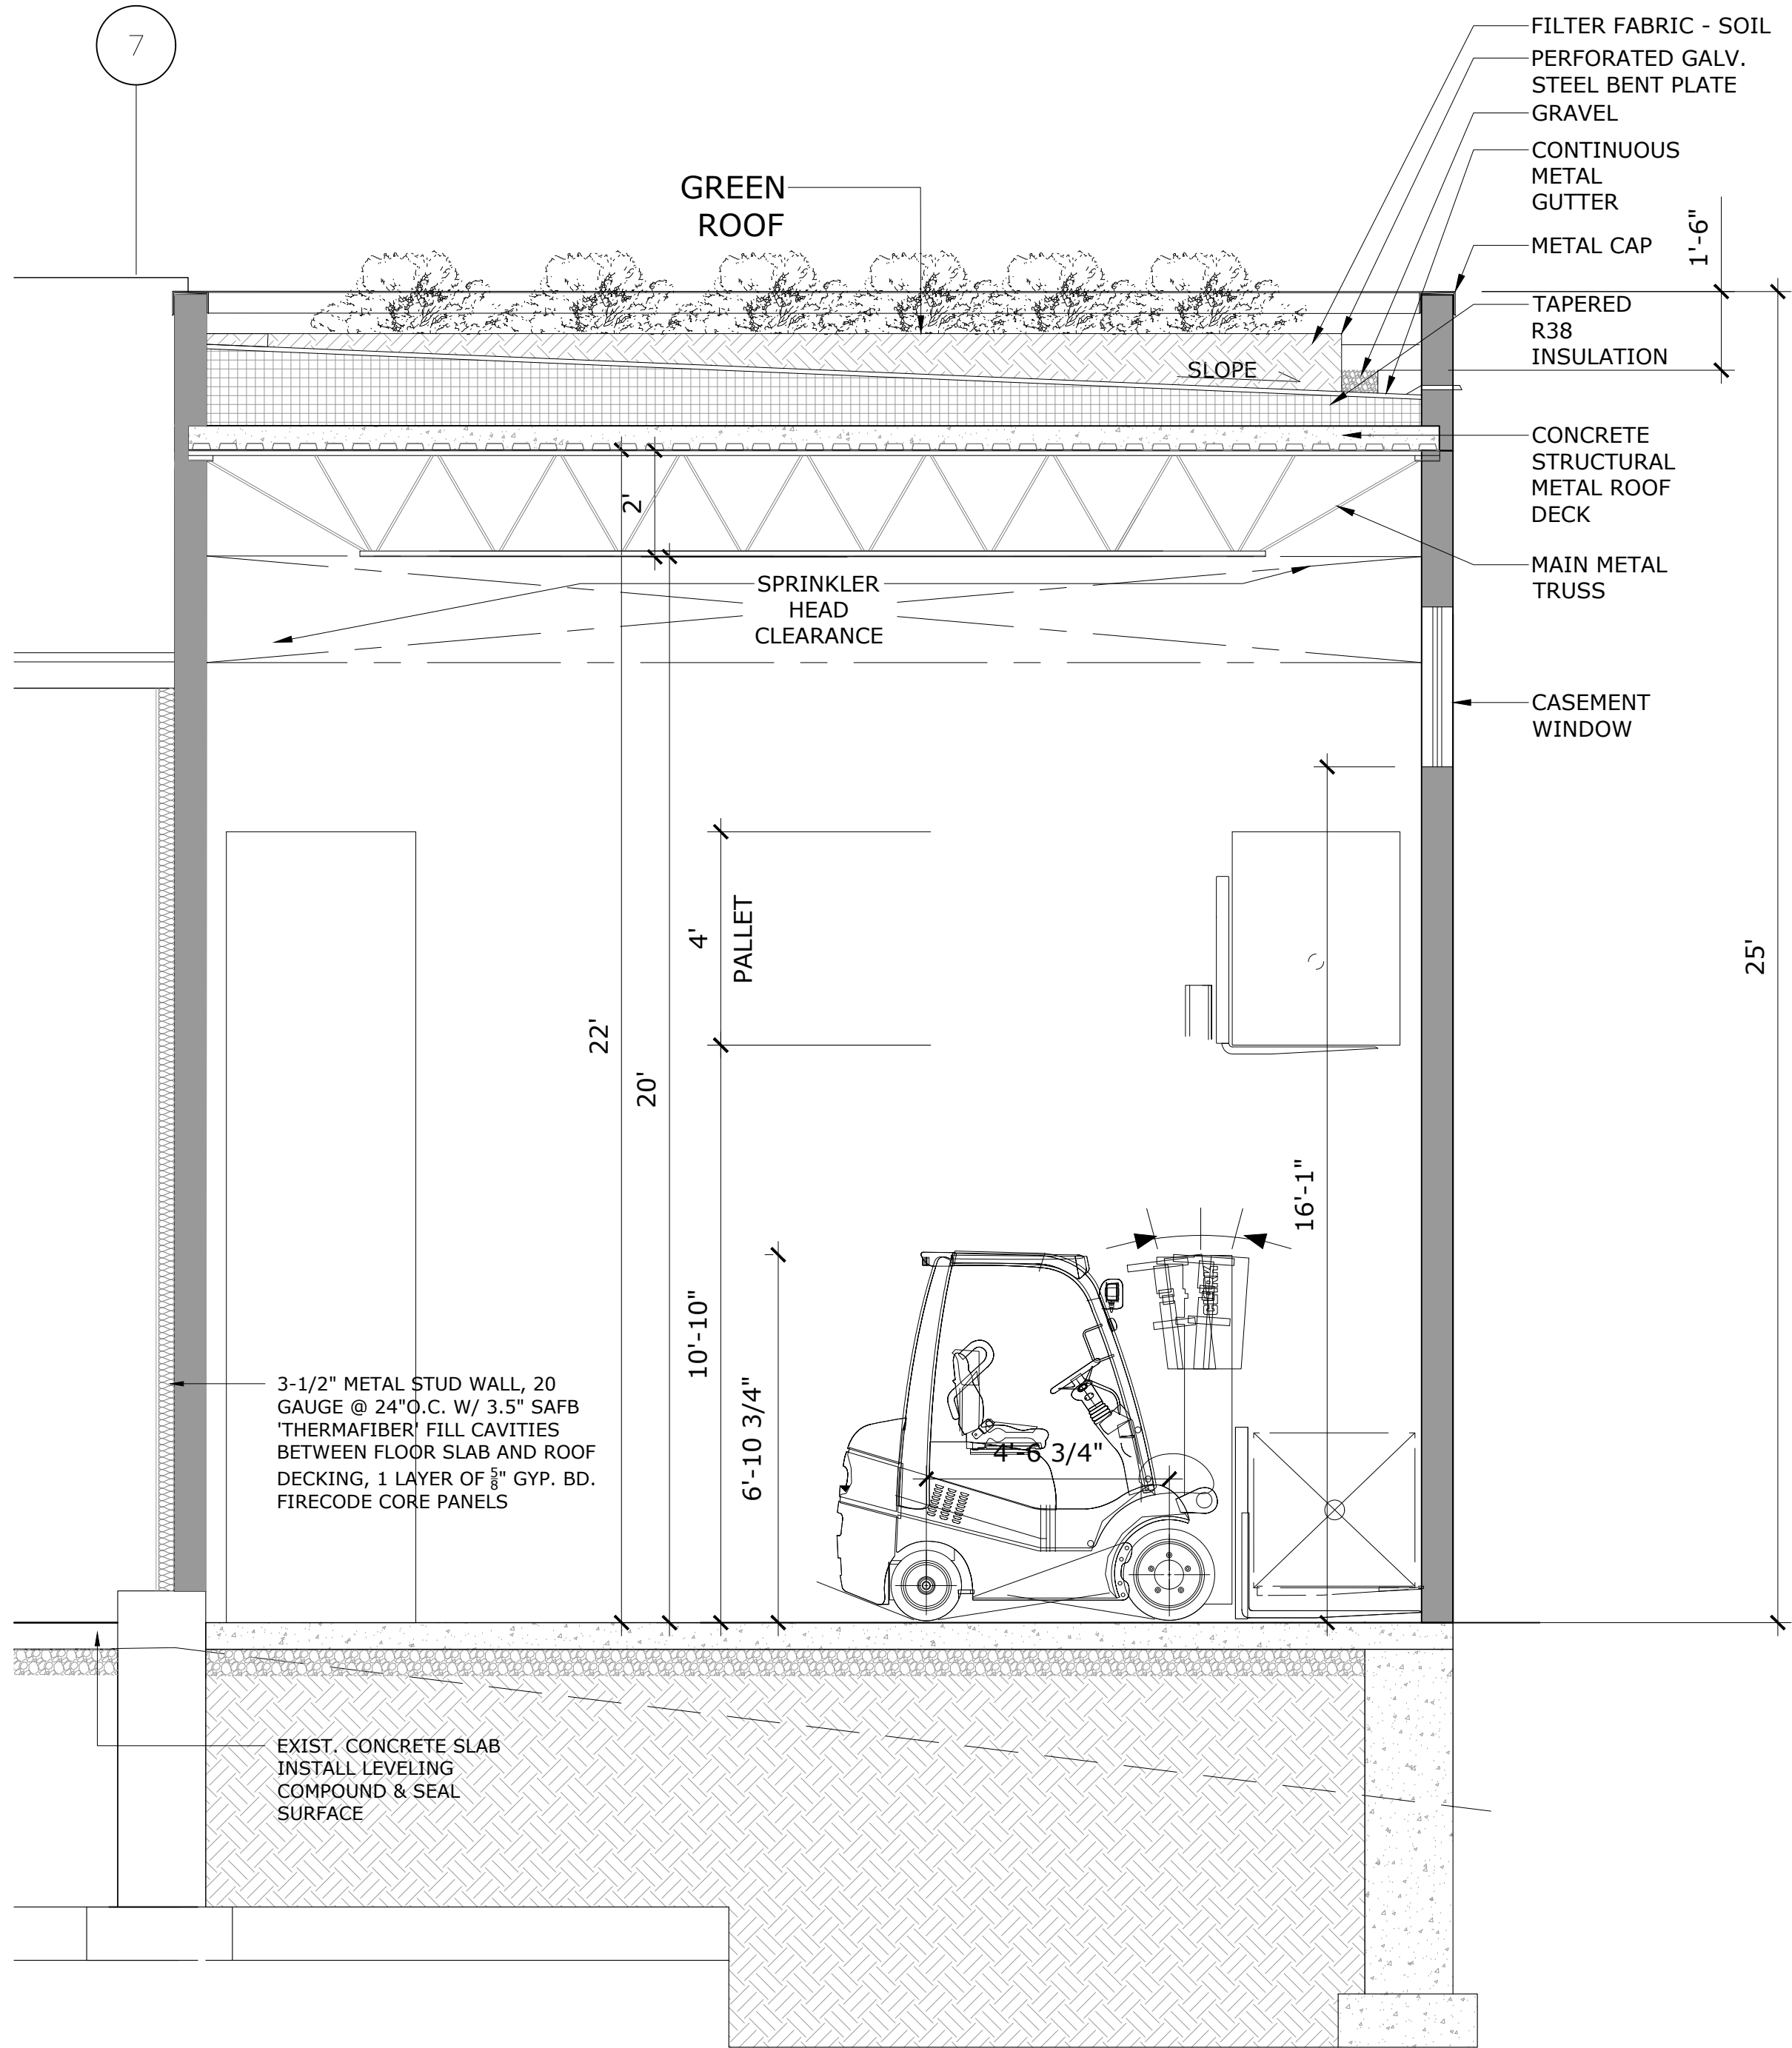 7
FILTER FABRIC - SOIL
PERFORATED GALV.
STEEL BENT PLATE
GRAVEL
CONTINUOUS
METAL
GUTTER
METAL CAP
1'-6"
GREEN
ROOF
TAPERED
R38
INSULATION
SLOPE
CONCRETE
STRUCTURAL
METAL ROOF
DECK
2'
MAIN METAL
TRUSS
SPRINKLER
HEAD
CLEARANCE
CASEMENT
WINDOW
4'
PALLET
25'
22'
20'
16'-1"
10'-10"
6'-10 3/4"
4'-6 3/4"
CLARK
3-1/2" METAL STUD WALL, 20
GAUGE @ 24"O.C. W/ 3.5" SAFB
'THERMAFIBER' FILL CAVITIES
BETWEEN FLOOR SLAB AND ROOF
DECKING, 1 LAYER OF 5/8" GYP. BD.
FIRECODE CORE PANELS
EXIST. CONCRETE SLAB
INSTALL LEVELING
COMPOUND & SEAL
SURFACE